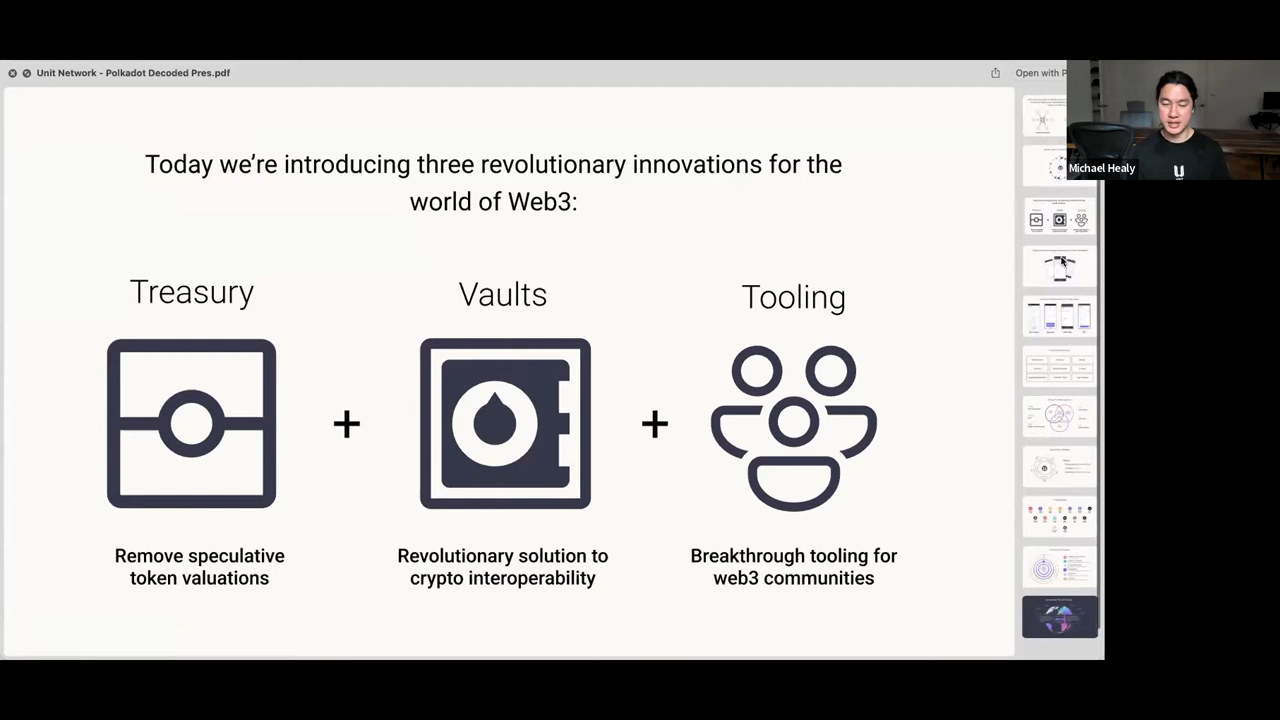 Unit Network - Polkadot Decoded Pres.pdf
Open with P
Michael Healy
Today we’re introducing three revolutionary innovations for the
world of Web3:
Treasury
Vaults
Tooling
+
+
Remove speculative
token valuations
Revolutionary solution to
crypto interoperability
Breakthrough tooling for
web3 communities